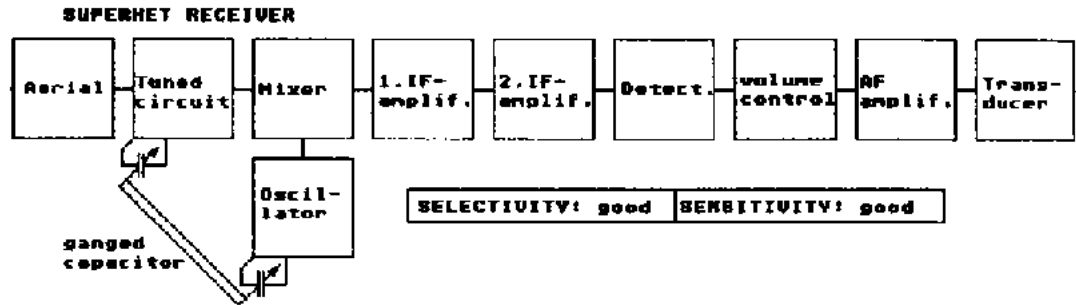 SUPERHET RECEIVER
Aerial
Tuned
circuit
Mixer
1.IF-
amplif.
2.IF-
amplif.
Detect.
volume
control
AF
amplif.
Trans-
ducer
Oscil-
lator
SELECTIVITY: good
SENSITIVITY: good
ganged
capacitor